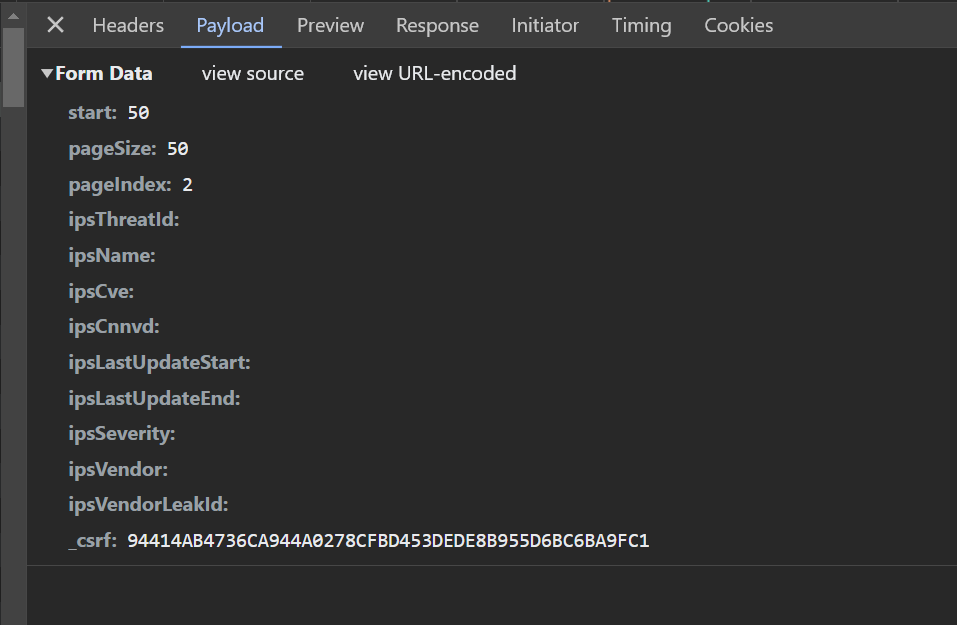 Headers Payload Preview Response Initiator Timing Cookies
Form Data view source view URL-encoded
start: 50
pageSize: 50
pageIndex: 2
ipsThreatId:
ipsName:
ipsCve:
ipsCnnvd:
ipsLastUpdateStart:
ipsLastUpdateEnd:
ipsSeverity:
ipsVendor:
ipsVendorLeakId:
_csrf: 94414AB4736CA944A0278CFBD453DEDE8B955D6BC6BA9FC1